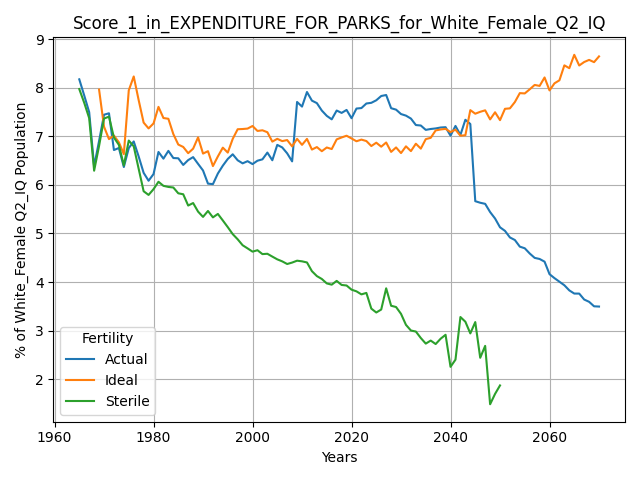 Score_1_in_EXPENDITURE_FOR_PARKS_for_White_Female_Q2_IQ
% of White_Female Q2_IQ Population
9
8
7
6
5
4
3
2
Fertility
Actual
Ideal
Sterile
1960 1980 2000 2020 2040 2060
Years